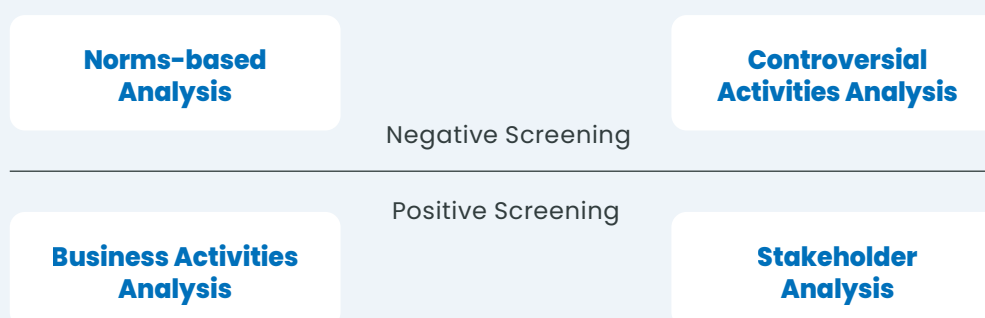 Norms-based
Analysis
Controversial
Activities Analysis
Negative Screening
Positive Screening
Business Activities
Analysis
Stakeholder
Analysis